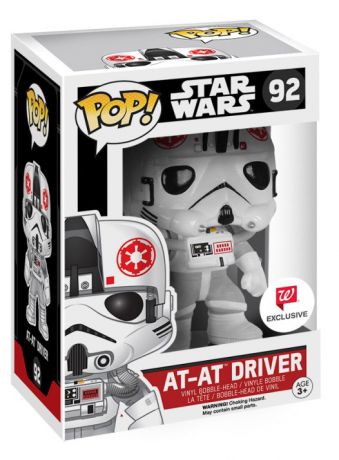 POP!
STAR WARS 92
W
EXCLUSIVE
AT-AT DRIVER
VINYL BOBBLE-HEAD / VINYLE BOBBLE
LA TÊTE / BOBBLE-HEAD DE VINIL
WARNING! Choking Hazard.
May contain small parts.
AGE
3+
92
AT-AT DRIVER